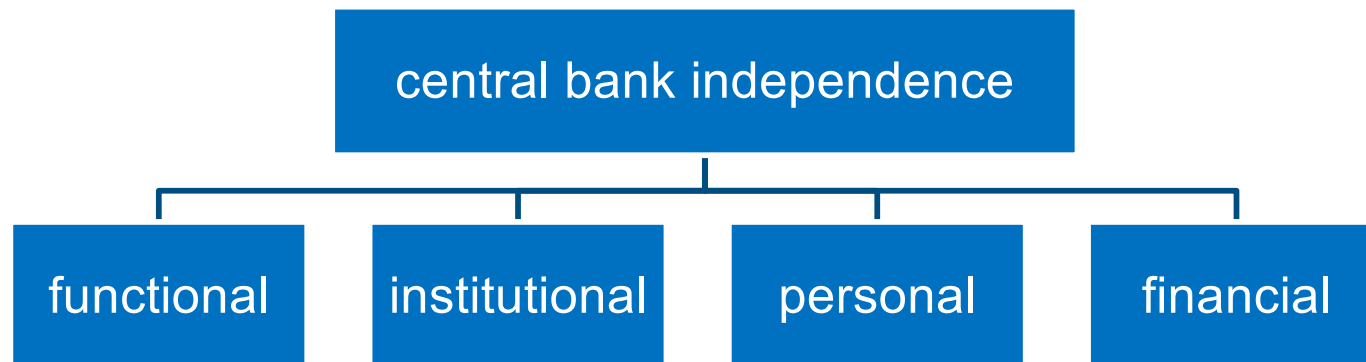 central bank independence
functional
institutional
personal
financial